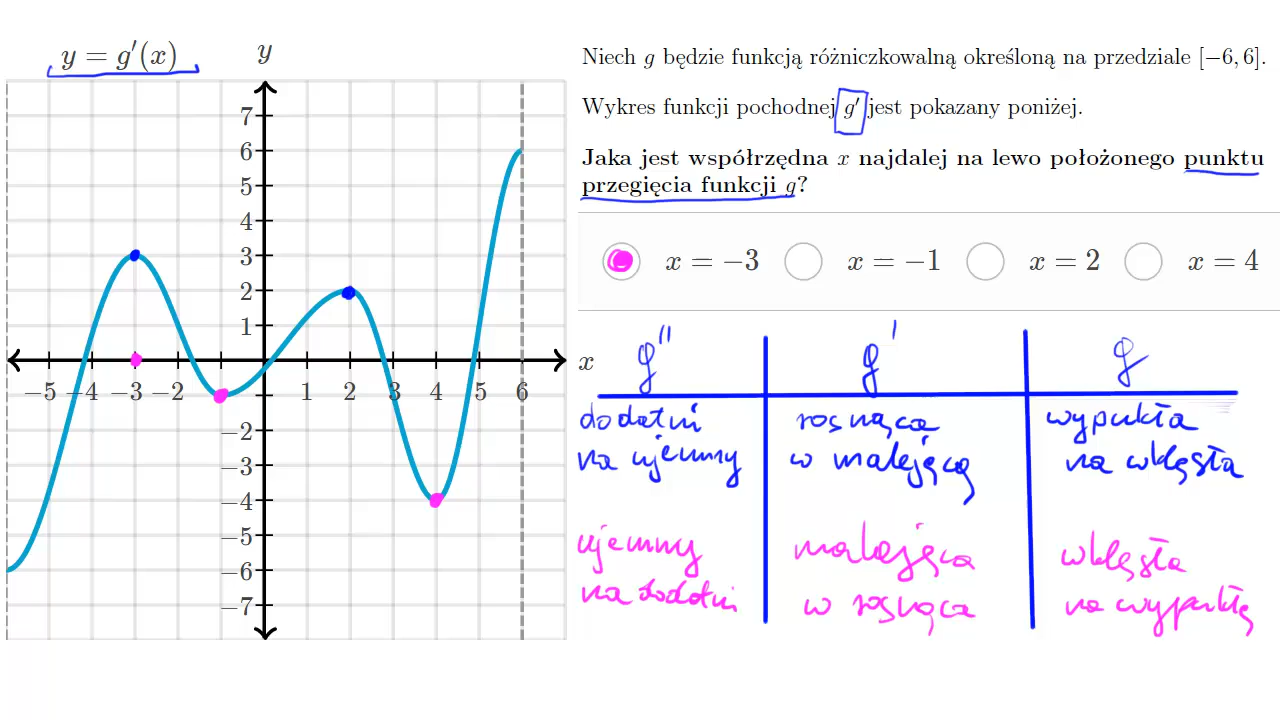 y = g′(x)
y
7
6
5
4
3
2
1
−5 −4 −3 −2 1 2 3 4 5 6
x
−2
−3
−4
−5
−6
−7
Niech g będzie funkcją różniczkowalną określoną na przedziale [−6, 6].
Wykres funkcji pochodnej g′ jest pokazany poniżej.
Jaka jest współrzędna x najdalej na lewo położonego punktu
przegięcia funkcji g?
x = −3 x = −1 x = 2 x = 4
g″ g′ g
dodatni rosnąca wypukła
na ujemny w malejącą na wklęsła
ujemny malejąca wklęsła
na dodatni w rosnąca na wypukłę